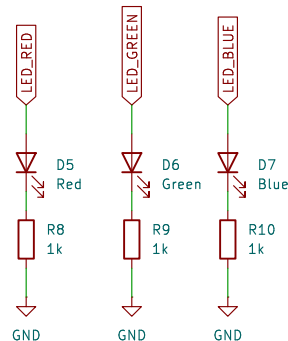 LED_RED
LED_GREEN
LED_BLUE
D5
Red
D6
Green
D7
Blue
R8
1k
R9
1k
R10
1k
GND
GND
GND